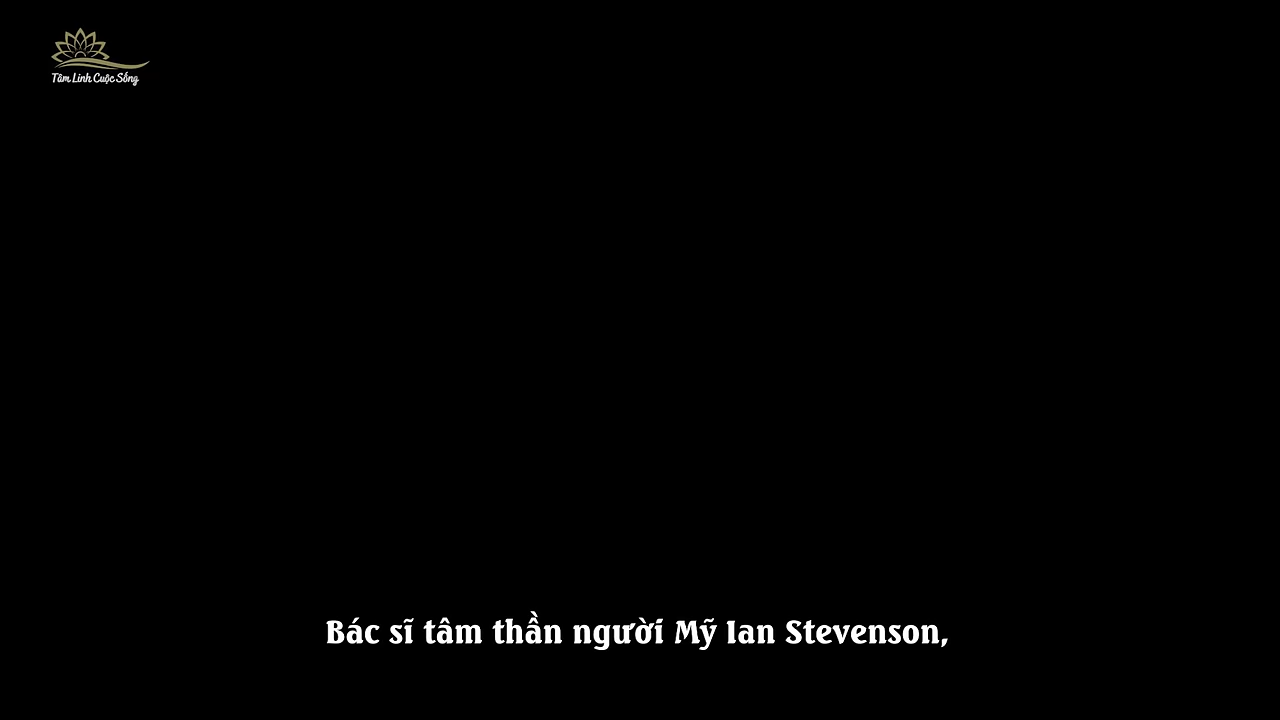 Tâm Linh Cuộc Sống
Bác sĩ tâm thần người Mỹ Ian Stevenson,